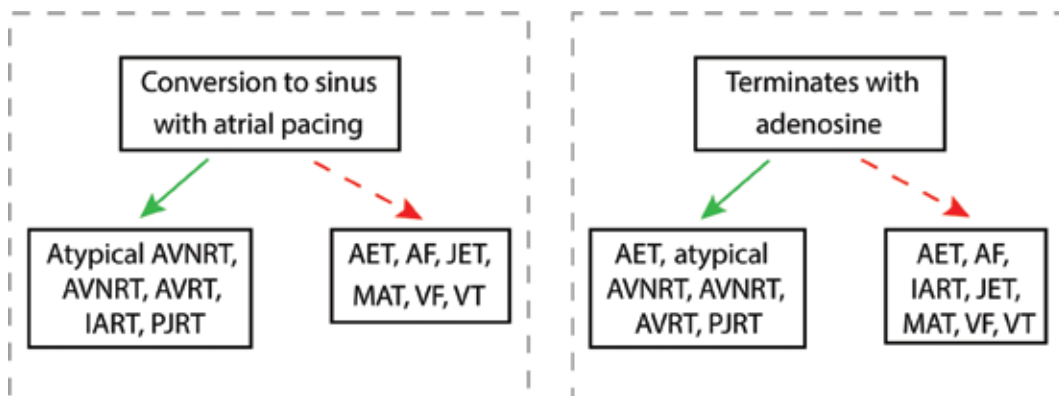 Conversion to sinus
with atrial pacing
Atypical AVNRT,
AVNRT, AVRT,
IART, PJRT
AET, AF, JET,
MAT, VF, VT
Terminates with
adenosine
AET, atypical
AVNRT, AVNRT,
AVRT, PJRT
AET, AF,
IART, JET,
MAT, VF, VT